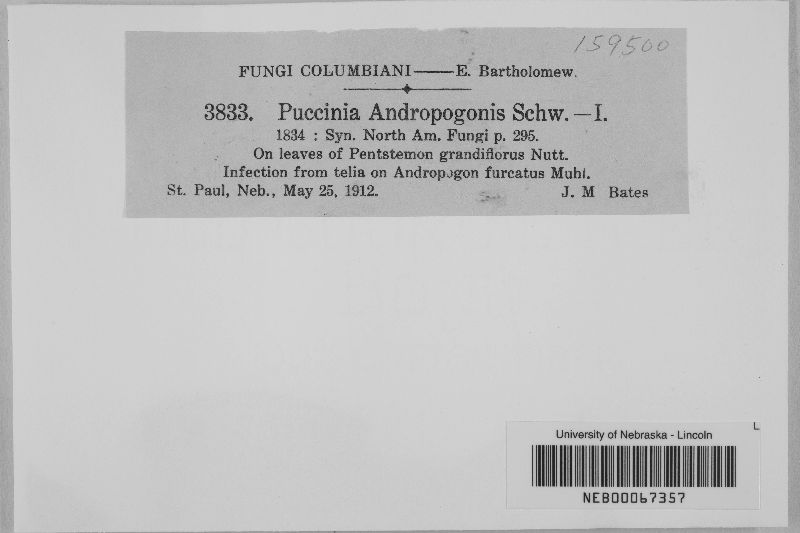 159500
FUNGI COLUMBIANI—E. Bartholomew.
3833. Puccinia Andropogonis Schw. — I.
1834 : Syn. North Am. Fungi p. 295.
On leaves of Pentstemon grandiflorus Nutt.
Infection from telia on Andropogon furcatus Muhl.
St. Paul, Neb., May 25, 1912. J. M Bates
L
University of Nebraska - Lincoln
NEB00067357